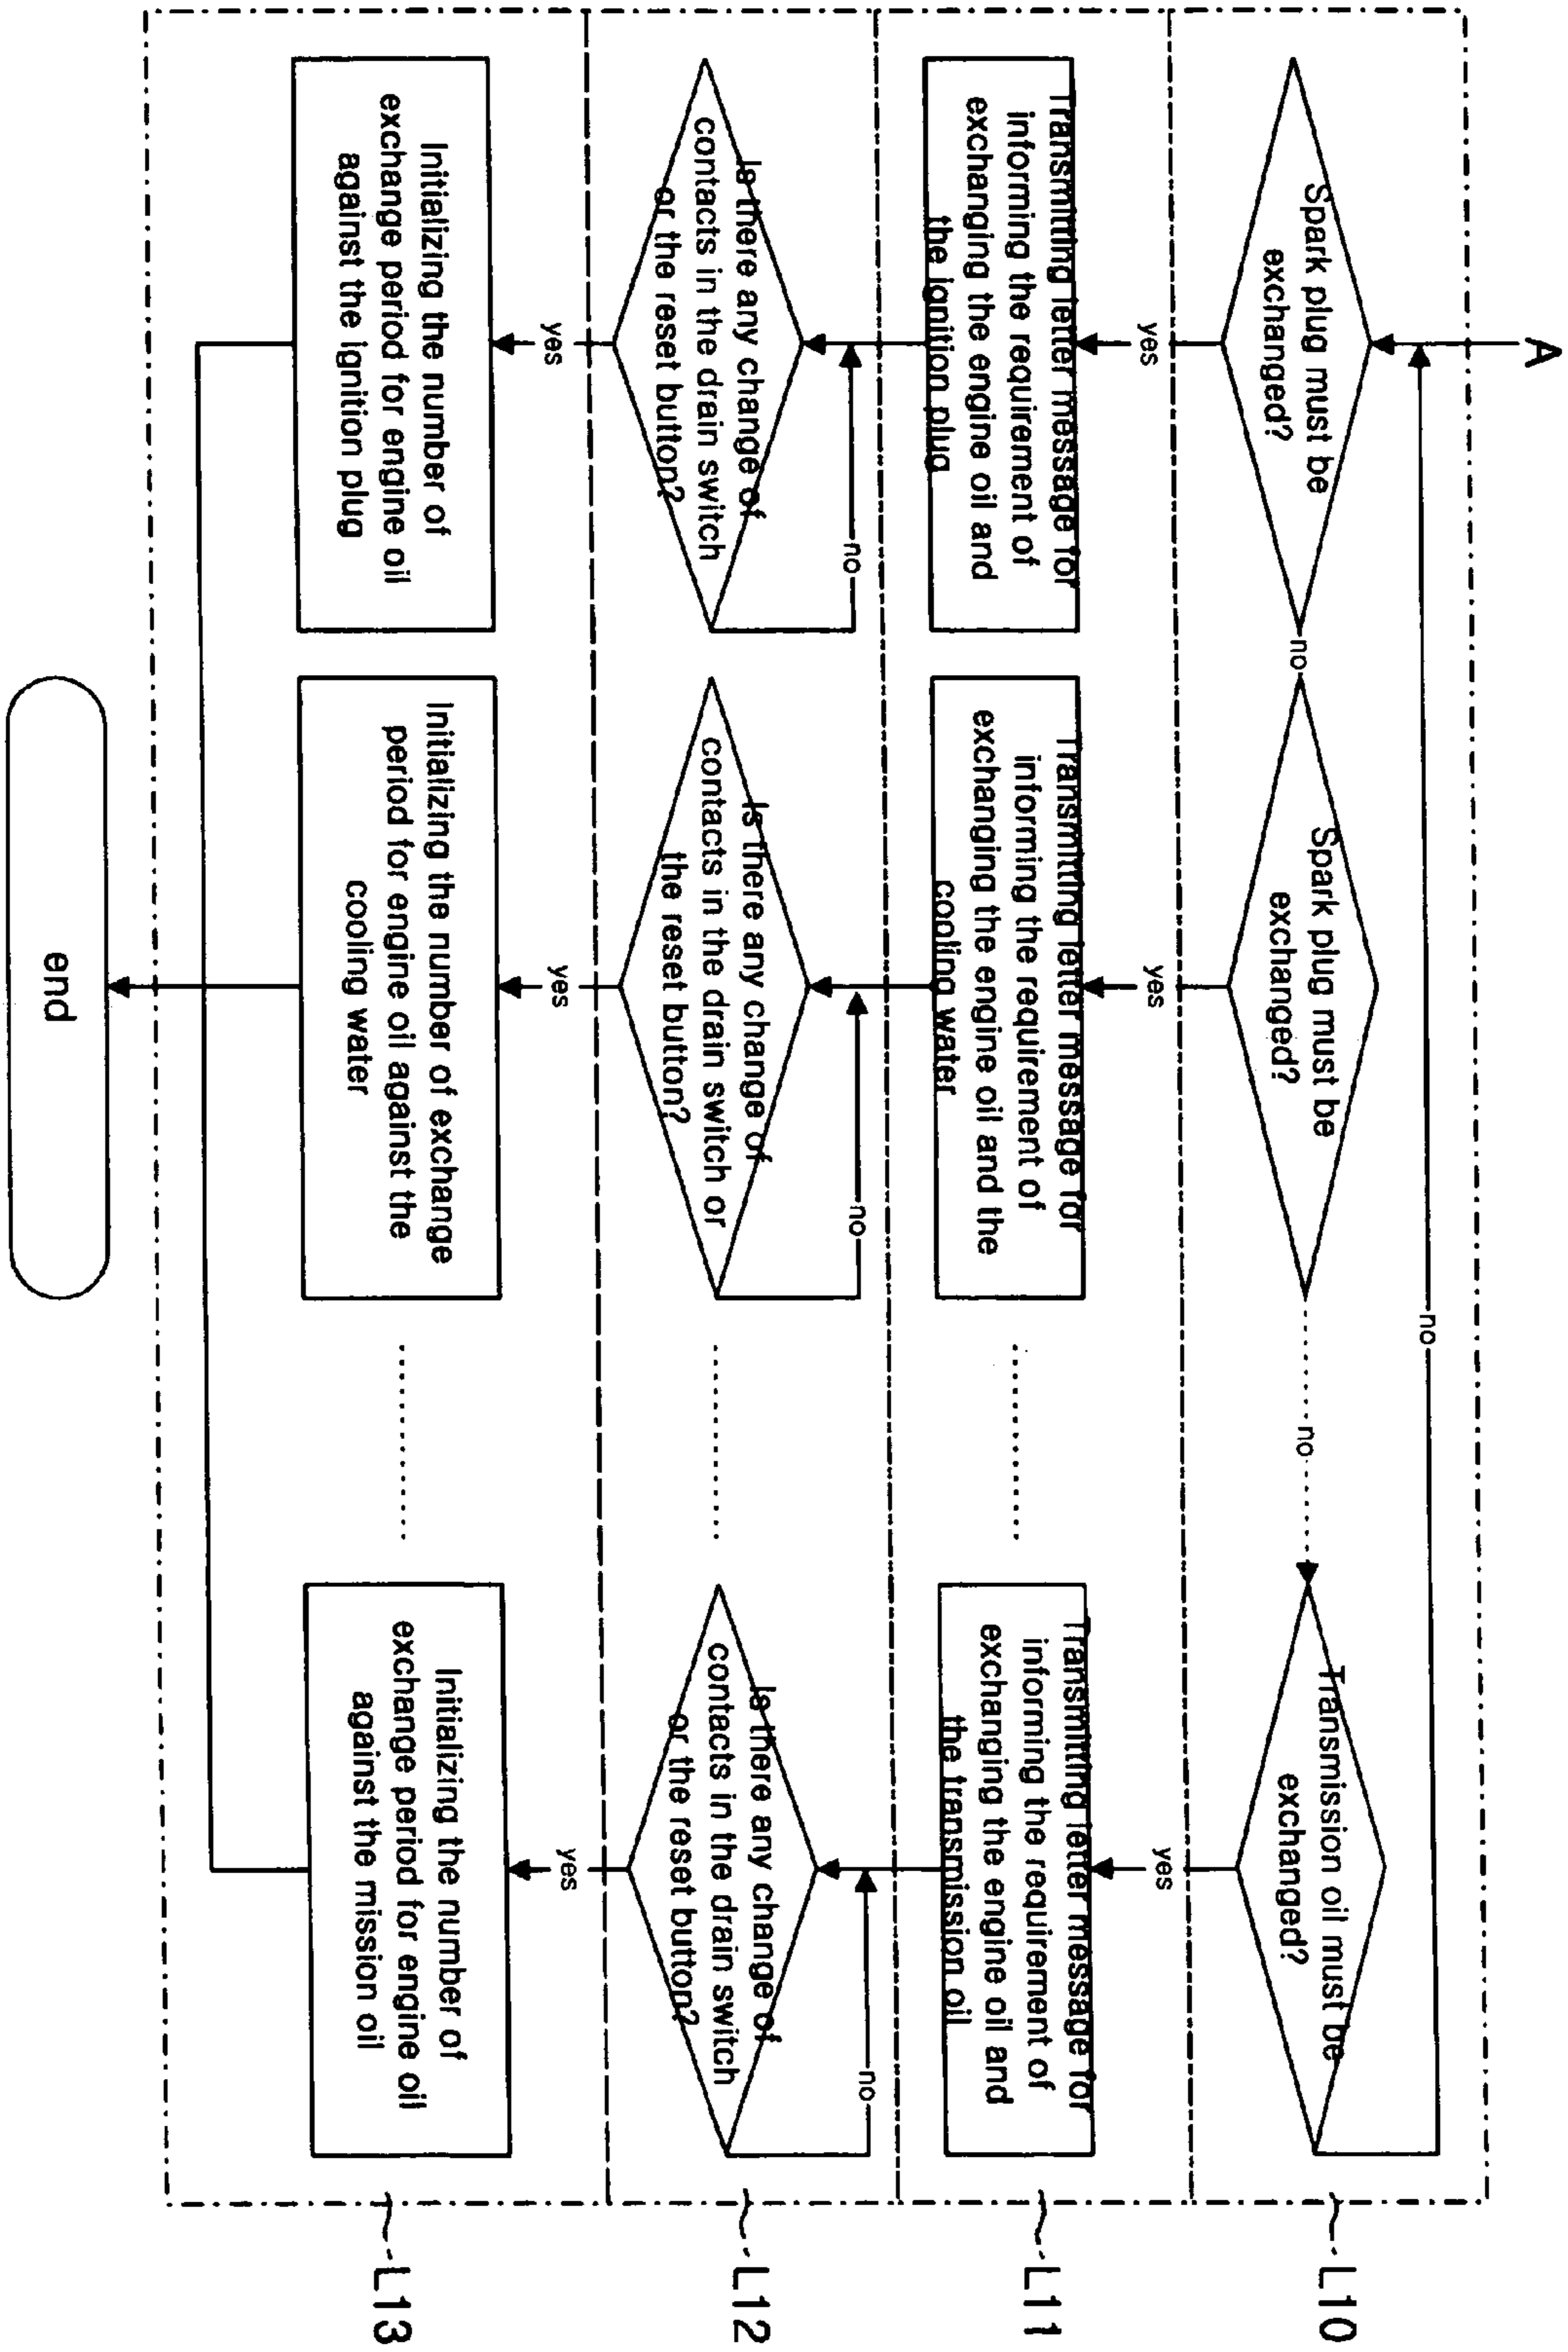 A
no
Spark plug must be
exchanged?
no
Spark plug must be
exchanged?
no
Transmission oil must be
exchanged?
L10
yes
yes
yes
Transmitting letter message for
informing the requirement of
exchanging the engine oil and
the ignition plug
Transmitting letter message for
informing the requirement of
exchanging the engine oil and the
cooling water
Transmitting letter message for
informing the requirement of
exchanging the engine oil and
the transmission oil
L11
no
no
no
Is there any change of
contacts in the drain switch
or the reset button?
Is there any change of
contacts in the drain switch or
the reset button?
Is there any change of
contacts in the drain switch
or the reset button?
L12
yes
yes
yes
Initializing the number of
exchange period for engine oil
against the ignition plug
Initializing the number of exchange
period for engine oil against the
cooling water
Initializing the number of
exchange period for engine oil
against the mission oil
L13
end